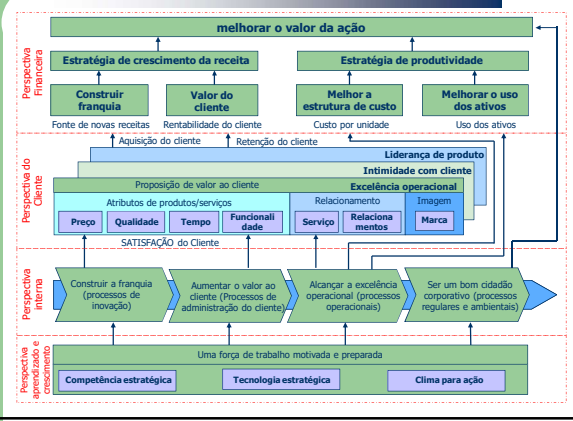 melhorar o valor da ação
Perspectiva
Financeira
Estratégia de crescimento da receita
Estratégia de produtividade
Construir
franquia
Valor do
cliente
Melhor a
estrutura de custo
Melhorar o uso
dos ativos
Fonte de novas receitas
Rentabilidade do cliente
Custo por unidade
Uso dos ativos
Perspectiva do
Cliente
Aquisição do cliente
Retenção do cliente
Liderança de produto
Intimidade com cliente
Proposição de valor ao cliente
Excelência operacional
Atributos de produtos/serviços
Relacionamento
Imagem
Preço
Qualidade
Tempo
Funcionali
dade
Serviço
Relaciona
mentos
Marca
SATISFAÇÃO do Cliente
Perspectiva
interna
Construir a franquia
(processos de
inovação)
Aumentar o valor ao
cliente (Processos de
administração do cliente)
Alcançar a excelência
operacional (processos
operacionais)
Ser um bom cidadão
corporativo (processos
regulares e ambientais)
Perspectiva
aprendizado e
crescimento
Uma força de trabalho motivada e preparada
Competência estratégica
Tecnologia estratégica
Clima para ação